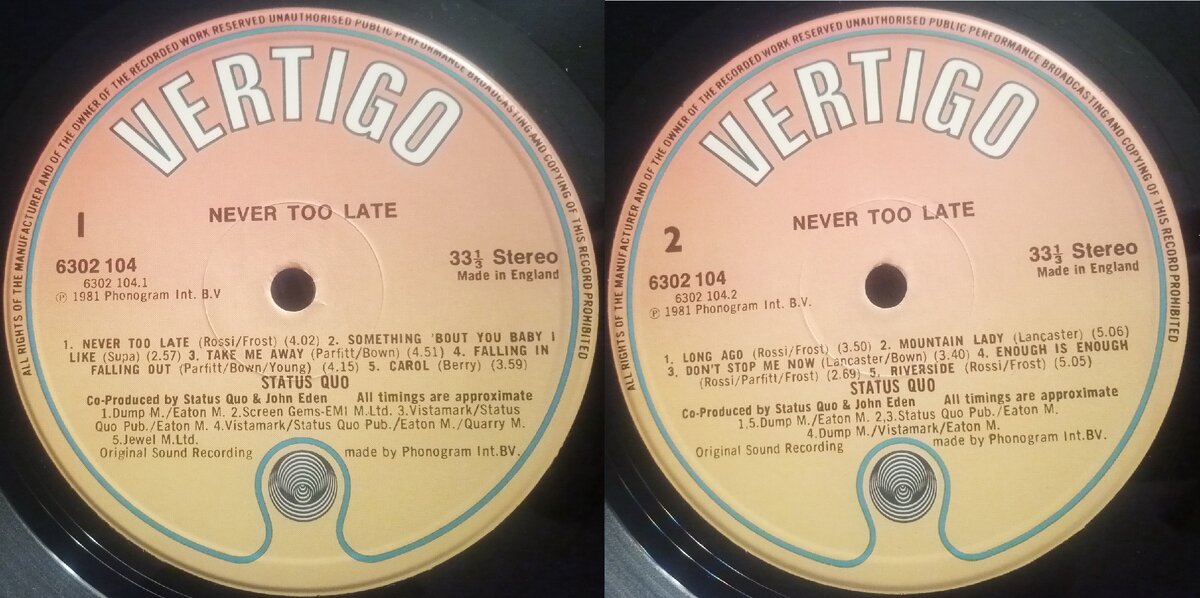 ALL RIGHTS OF THE MANUFACTURER AND OF THE OWNER OF THE RECORDED WORK RESERVED UNAUTHORISED PUBLIC PERFORMANCE BROADCASTING AND COPYING OF THIS RECORD PROHIBITED
VERTIGO
NEVER TOO LATE
1
6302 104
6302 104.1
℗ 1981 Phonogram Int. B.V
33⅓ Stereo
Made in England
1. NEVER TOO LATE (Rossi/Frost) (4.02) 2. SOMETHING 'BOUT YOU BABY I
LIKE (Supa) (2.57) 3. TAKE ME AWAY (Parfitt/Bown) (4.51) 4. FALLING IN
FALLING OUT (Parfitt/Bown/Young) (4.15) 5. CAROL (Berry) (3.59)
STATUS QUO
Co-Produced by Status Quo & John Eden All timings are approximate
1.Dump M./Eaton M. 2.Screen Gems-EMI M.Ltd. 3.Vistamark/Status
Quo Pub./Eaton M. 4.Vistamark/Status Quo Pub./Eaton M./Quarry M.
5.Jewel M.Ltd.
Original Sound Recording made by Phonogram Int.BV.
ALL RIGHTS OF THE MANUFACTURER AND OF THE OWNER OF THE RECORDED WORK RESERVED UNAUTHORISED PUBLIC PERFORMANCE BROADCASTING AND COPYING OF THIS RECORD PROHIBITED
VERTIGO
NEVER TOO LATE
2
6302 104
6302 104.2
℗ 1981 Phonogram Int. B.V.
33⅓ Stereo
Made in England
1. LONG AGO (Rossi/Frost) (3.50) 2. MOUNTAIN LADY (Lancaster) (5.06)
3. DON'T STOP ME NOW (Lancaster/Bown) (3.40) 4. ENOUGH IS ENOUGH
(Rossi/Parfitt/Frost) (2.69) 5. RIVERSIDE (Rossi/Frost) (5.05)
STATUS QUO
Co-Produced by Status Quo & John Eden All timings are approximate
1.5.Dump M./Eaton M. 2,3.Status Quo Pub./Eaton M.
4.Dump M./Vistamark/Eaton M.
Original Sound Recording made by Phonogram Int:BV.